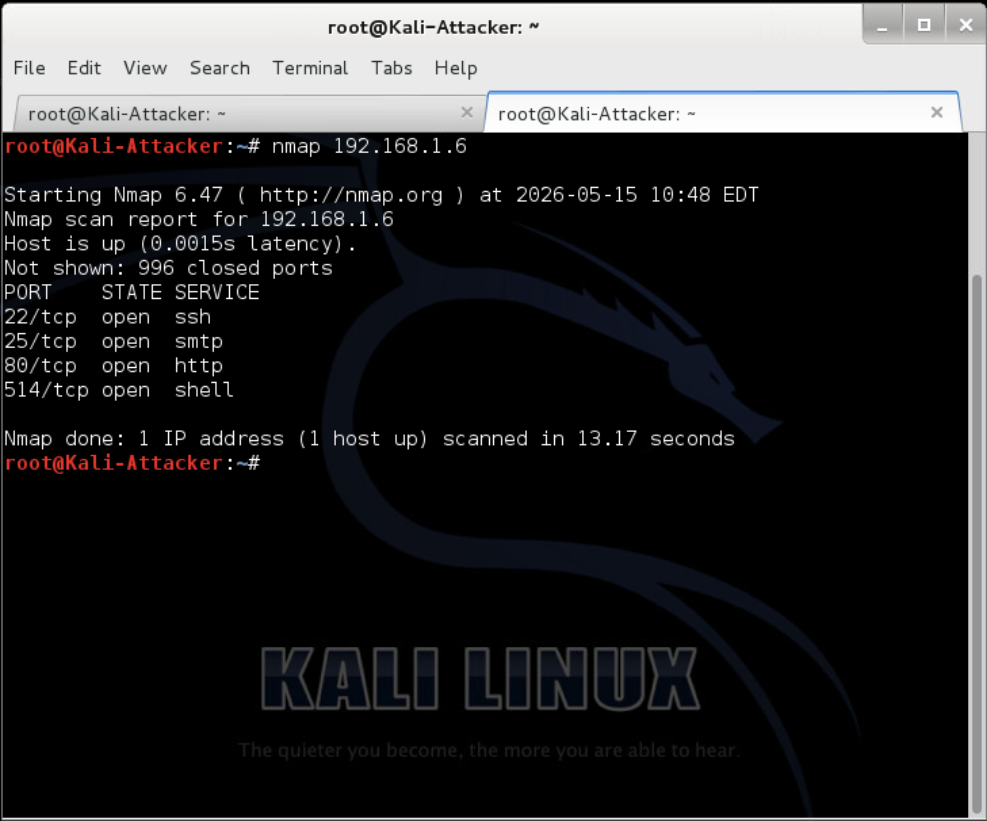 root@Kali-Attacker: ~
File Edit View Search Terminal Tabs Help
root@Kali-Attacker: ~ × root@Kali-Attacker: ~ ×
root@Kali-Attacker:~# nmap 192.168.1.6
Starting Nmap 6.47 ( http://nmap.org ) at 2026-05-15 10:48 EDT
Nmap scan report for 192.168.1.6
Host is up (0.0015s latency).
Not shown: 996 closed ports
PORT    STATE SERVICE
22/tcp  open  ssh
25/tcp  open  smtp
80/tcp  open  http
514/tcp open  shell
Nmap done: 1 IP address (1 host up) scanned in 13.17 seconds
root@Kali-Attacker:~#
KALI LINUX
The quieter you become, the more you are able to hear.